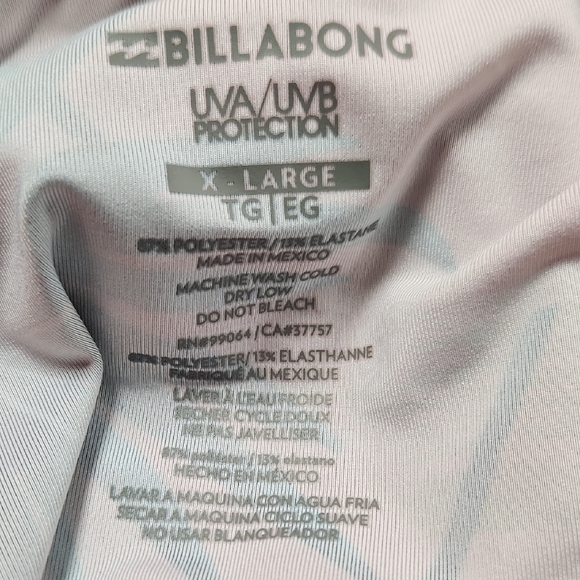 BILLABONG
UVA/UVB
PROTECTION
X-LARGE
TG|EG
87% POLYESTER/13% ELASTANE
MADE IN MEXICO
MACHINE WASH COLD
DRY LOW
DO NOT BLEACH
RN#99064/CA#37757
87% POLYESTER/13% ELASTHANNE
FABRIQUÉ AU MEXIQUE
LAVER À L'EAU FROIDE
SÉCHER CYCLE DOUX
NE PAS JAVELLISER
87% poliéster / 13% elastano
HECHO EN MÉXICO
LAVAR A MAQUINA CON AGUA FRIA
SECAR A MAQUINA CICLO SUAVE
NO USAR BLANQUEADOR